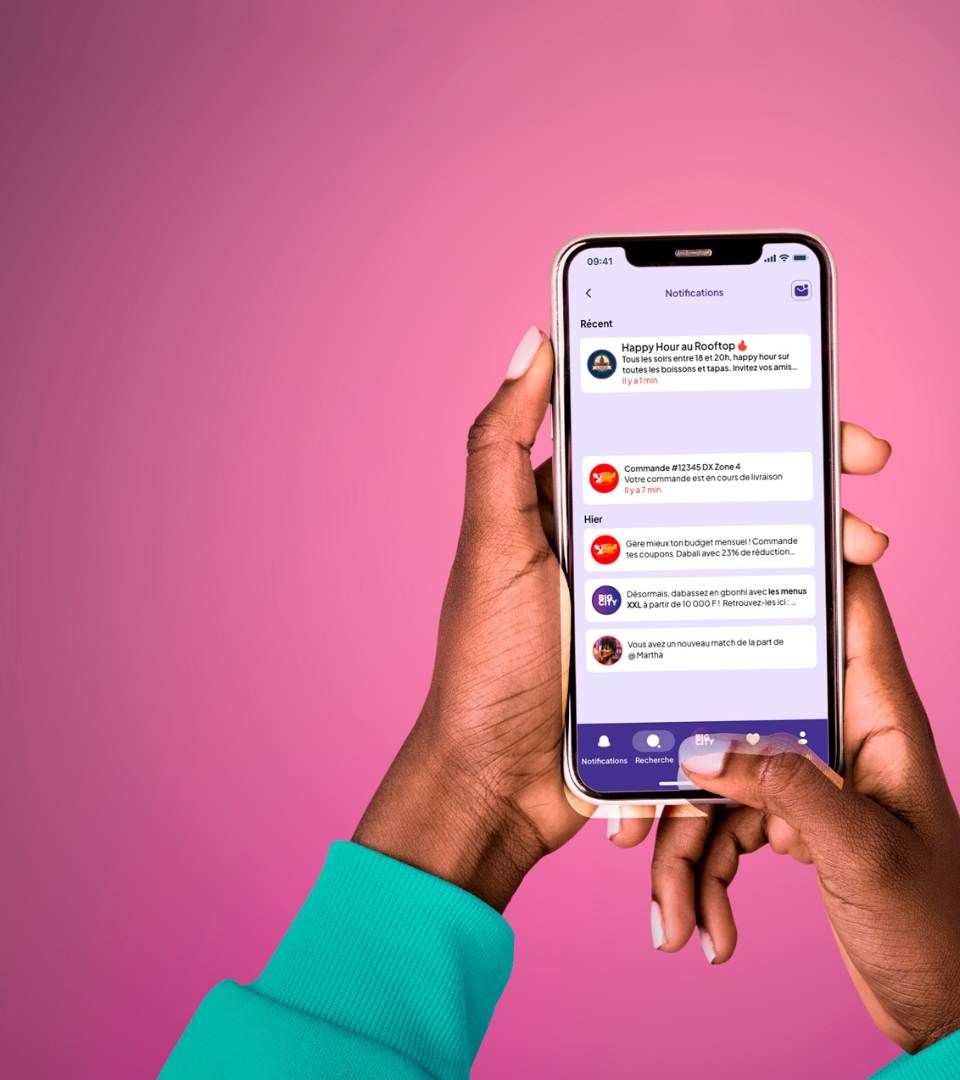 09:41
Notifications
Récent
Happy Hour au Rooftop
Tous les soirs entre 18 et 20h, happy hour sur
toutes les boissons et tapas. Invitez vos amis...
Il y a 1 min
Commande #12345 DX Zone 4
Votre commande est en cours de livraison
Il y a 7 min
Hier
Gère mieux ton budget mensuel ! Commande
tes coupons Dabali avec 23% de réduction...
BIG
CITY
Désormais, dabassez en gbonhi avec les menus
XXL à partir de 10 000 F ! Retrouvez-les ici : ...
Vous avez un nouveau match de la part de
@ Martha
BIG
CITY
Notifications
Recherche